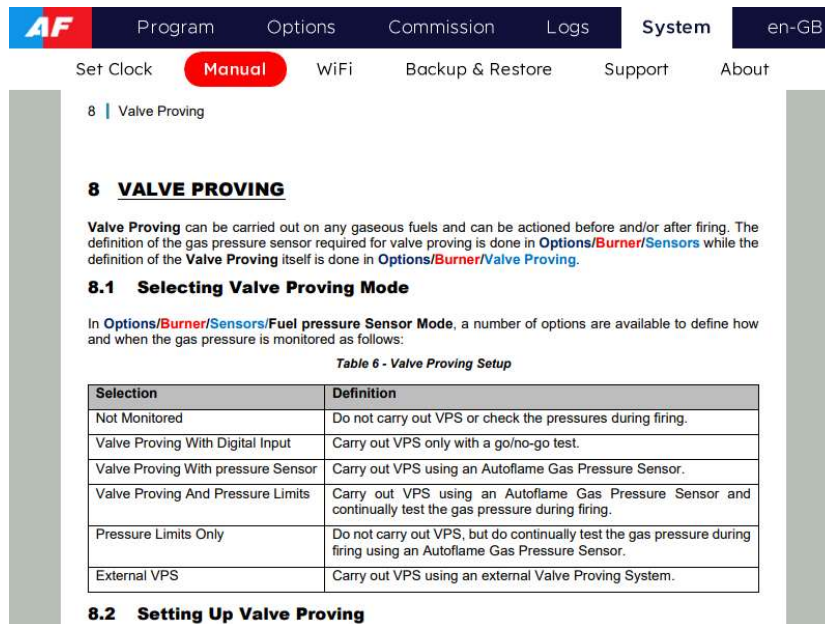 AF Program Options Commission Logs System en-GB
Set Clock Manual WiFi Backup & Restore Support About
8 | Valve Proving
8 VALVE PROVING
Valve Proving can be carried out on any gaseous fuels and can be actioned before and/or after firing. The
definition of the gas pressure sensor required for valve proving is done in Options/Burner/Sensors while the
definition of the Valve Proving itself is done in Options/Burner/Valve Proving.
8.1 Selecting Valve Proving Mode
In Options/Burner/Sensors/Fuel pressure Sensor Mode, a number of options are available to define how
and when the gas pressure is monitored as follows:
Table 6 - Valve Proving Setup
Selection Definition
Not Monitored Do not carry out VPS or check the pressures during firing.
Valve Proving With Digital Input Carry out VPS only with a go/no-go test.
Valve Proving With pressure Sensor Carry out VPS using an Autoflame Gas Pressure Sensor.
Valve Proving And Pressure Limits Carry out VPS using an Autoflame Gas Pressure Sensor and
continually test the gas pressure during firing.
Pressure Limits Only Do not carry out VPS, but do continually test the gas pressure during
firing using an Autoflame Gas Pressure Sensor.
External VPS Carry out VPS using an external Valve Proving System.
8.2 Setting Up Valve Proving